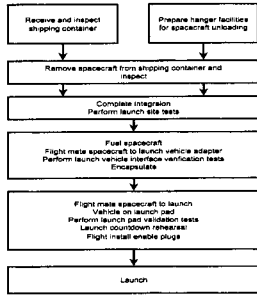 Receive and inspect
shipping container
Prepare hanger facilities
for spacecraft unloading
Remove spacecraft from shipping container and
inspect
Complete integraion
Perform launch site tests
Fuel spacecraft
Flight mate spacecraft to launch vehicle adapter
Perform launch vehicle interface verification tests
Encapsulate
Flight mate spacecraft to launch
Vehicle on launch pad
Perform launch pad validation tests
Launch countdown rehearsal
Flight install enable plugs
Launch